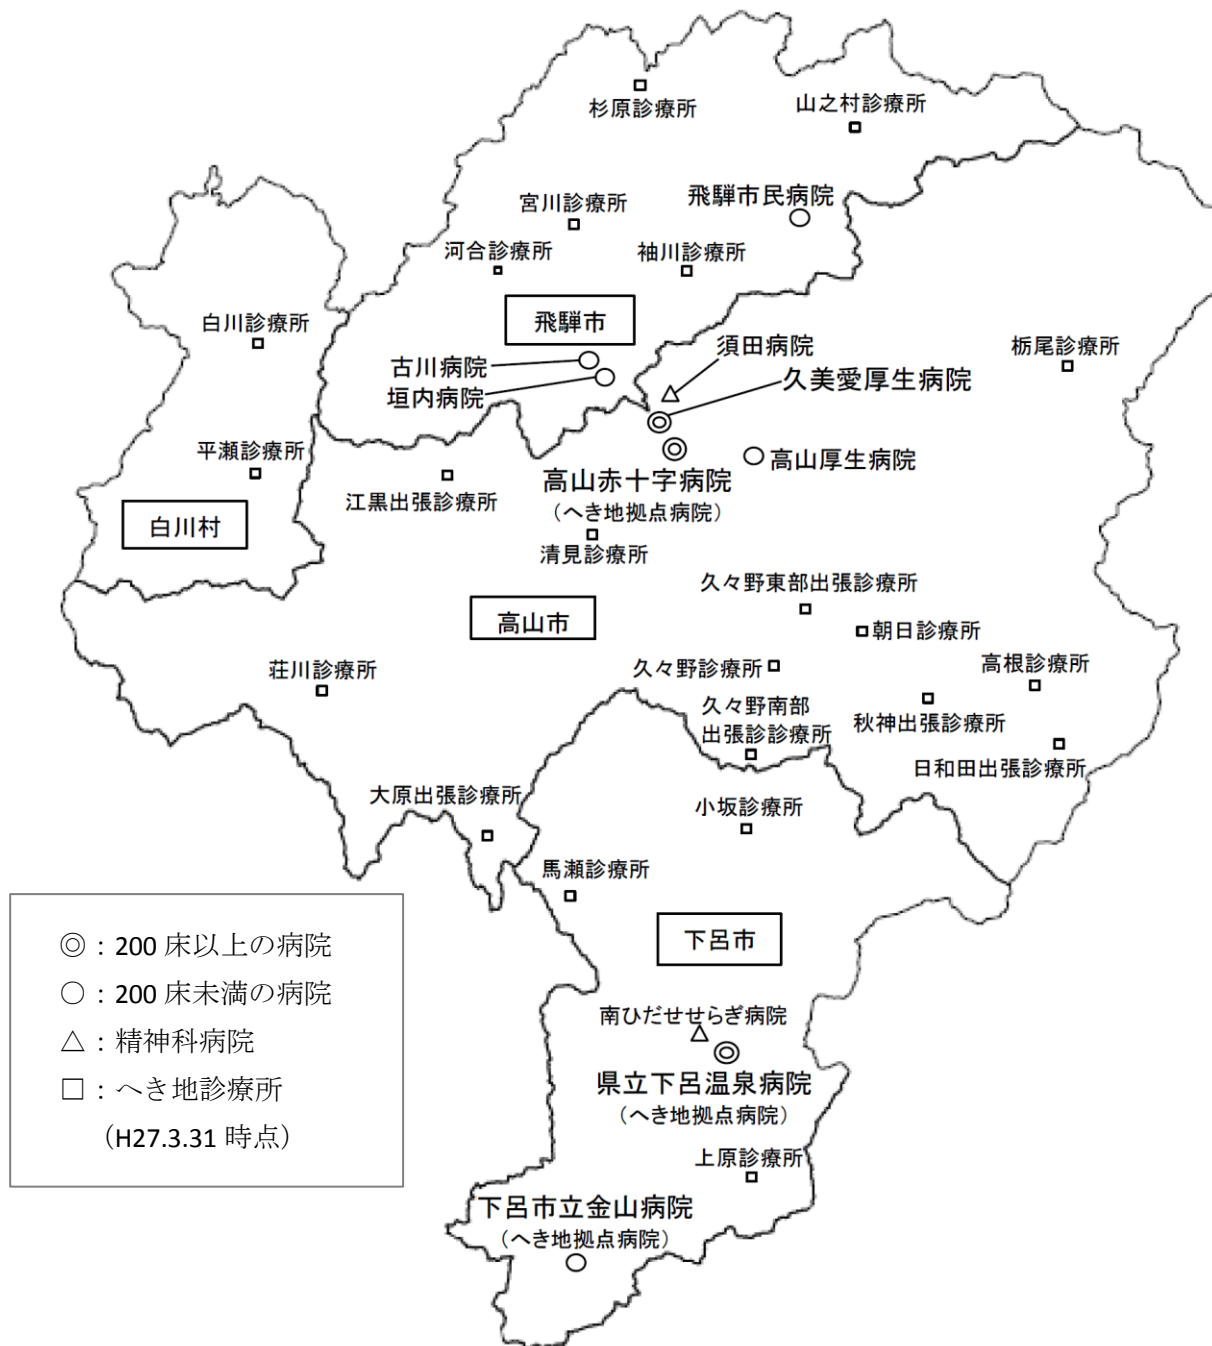 杉原診療所
山之村診療所
飛騨市民病院
宮川診療所
河合診療所
袖川診療所
飛騨市
白川診療所
須田病院
栃尾診療所
古川病院
久美愛厚生病院
垣内病院
平瀬診療所
高山厚生病院
高山赤十字病院
（へき地拠点病院）
江黒出張診療所
白川村
清見診療所
久々野東部出張診療所
高山市
朝日診療所
荘川診療所
久々野診療所
高根診療所
久々野南部
出張診診療所
秋神出張診療所
日和田出張診療所
大原出張診療所
小坂診療所
馬瀬診療所
下呂市
◎：200 床以上の病院
○：200 床未満の病院
△：精神科病院
□：へき地診療所
（H27.3.31 時点）
南ひだせせらぎ病院
県立下呂温泉病院
（へき地拠点病院）
上原診療所
下呂市立金山病院
（へき地拠点病院）